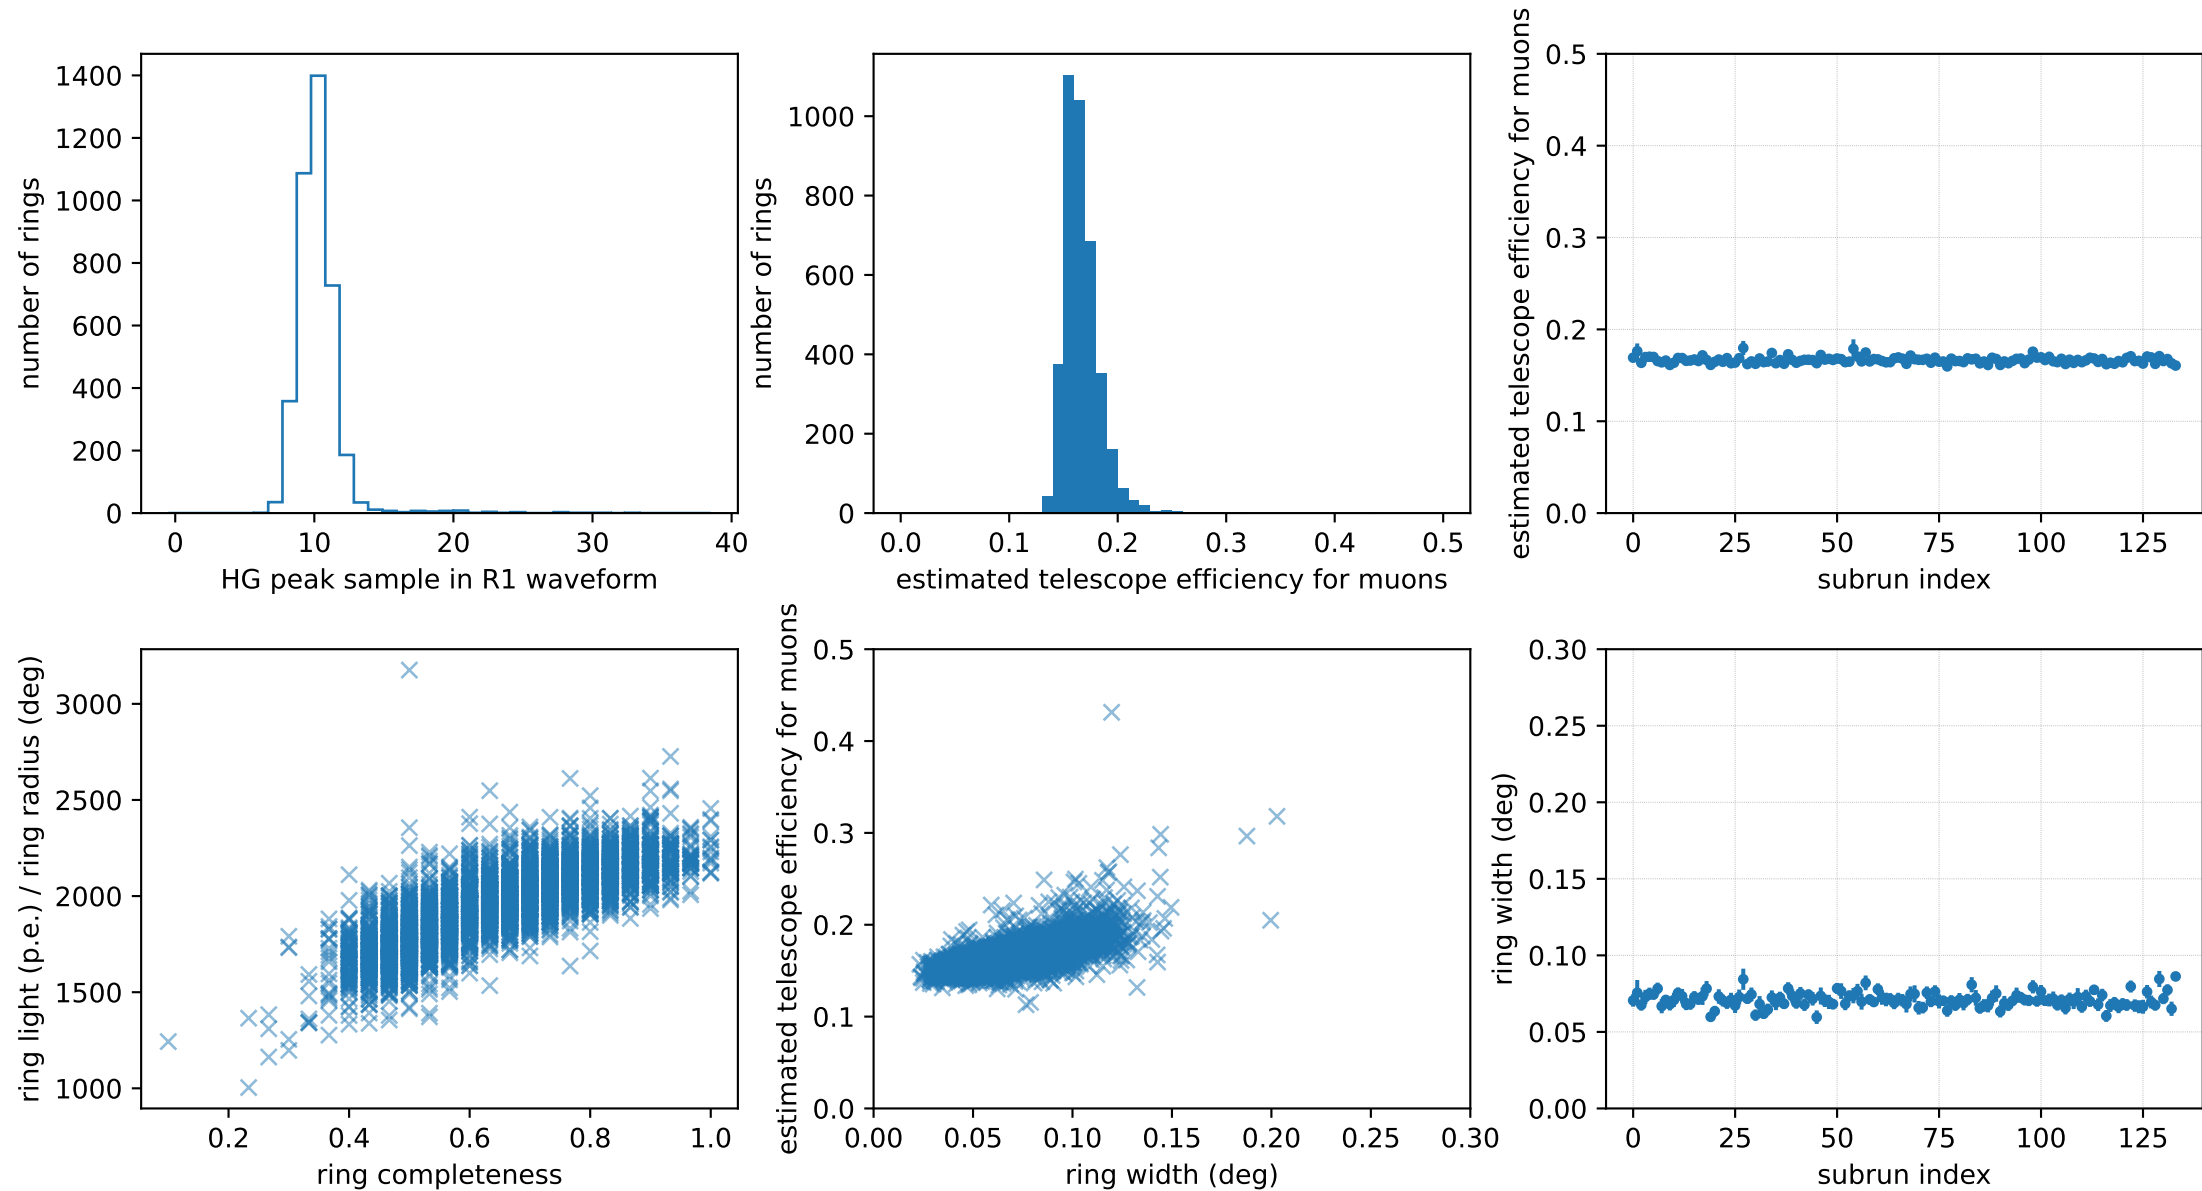 number of rings
1400
1200
1000
800
600
400
200
0
0 10 20 30 40
HG peak sample in R1 waveform
number of rings
1000
800
600
400
200
0
0.0 0.1 0.2 0.3 0.4 0.5
estimated telescope efficiency for muons
estimated telescope efficiency for muons
0.5
0.4
0.3
0.2
0.1
0.0
0 25 50 75 100 125
subrun index
ring light (p.e.) / ring radius (deg)
3000
2500
2000
1500
1000
0.2 0.4 0.6 0.8 1.0
ring completeness
estimated telescope efficiency for muons
0.5
0.4
0.3
0.2
0.1
0.0
0.00 0.05 0.10 0.15 0.20 0.25 0.30
ring width (deg)
ring width (deg)
0.30
0.25
0.20
0.15
0.10
0.05
0.00
0 25 50 75 100 125
subrun index